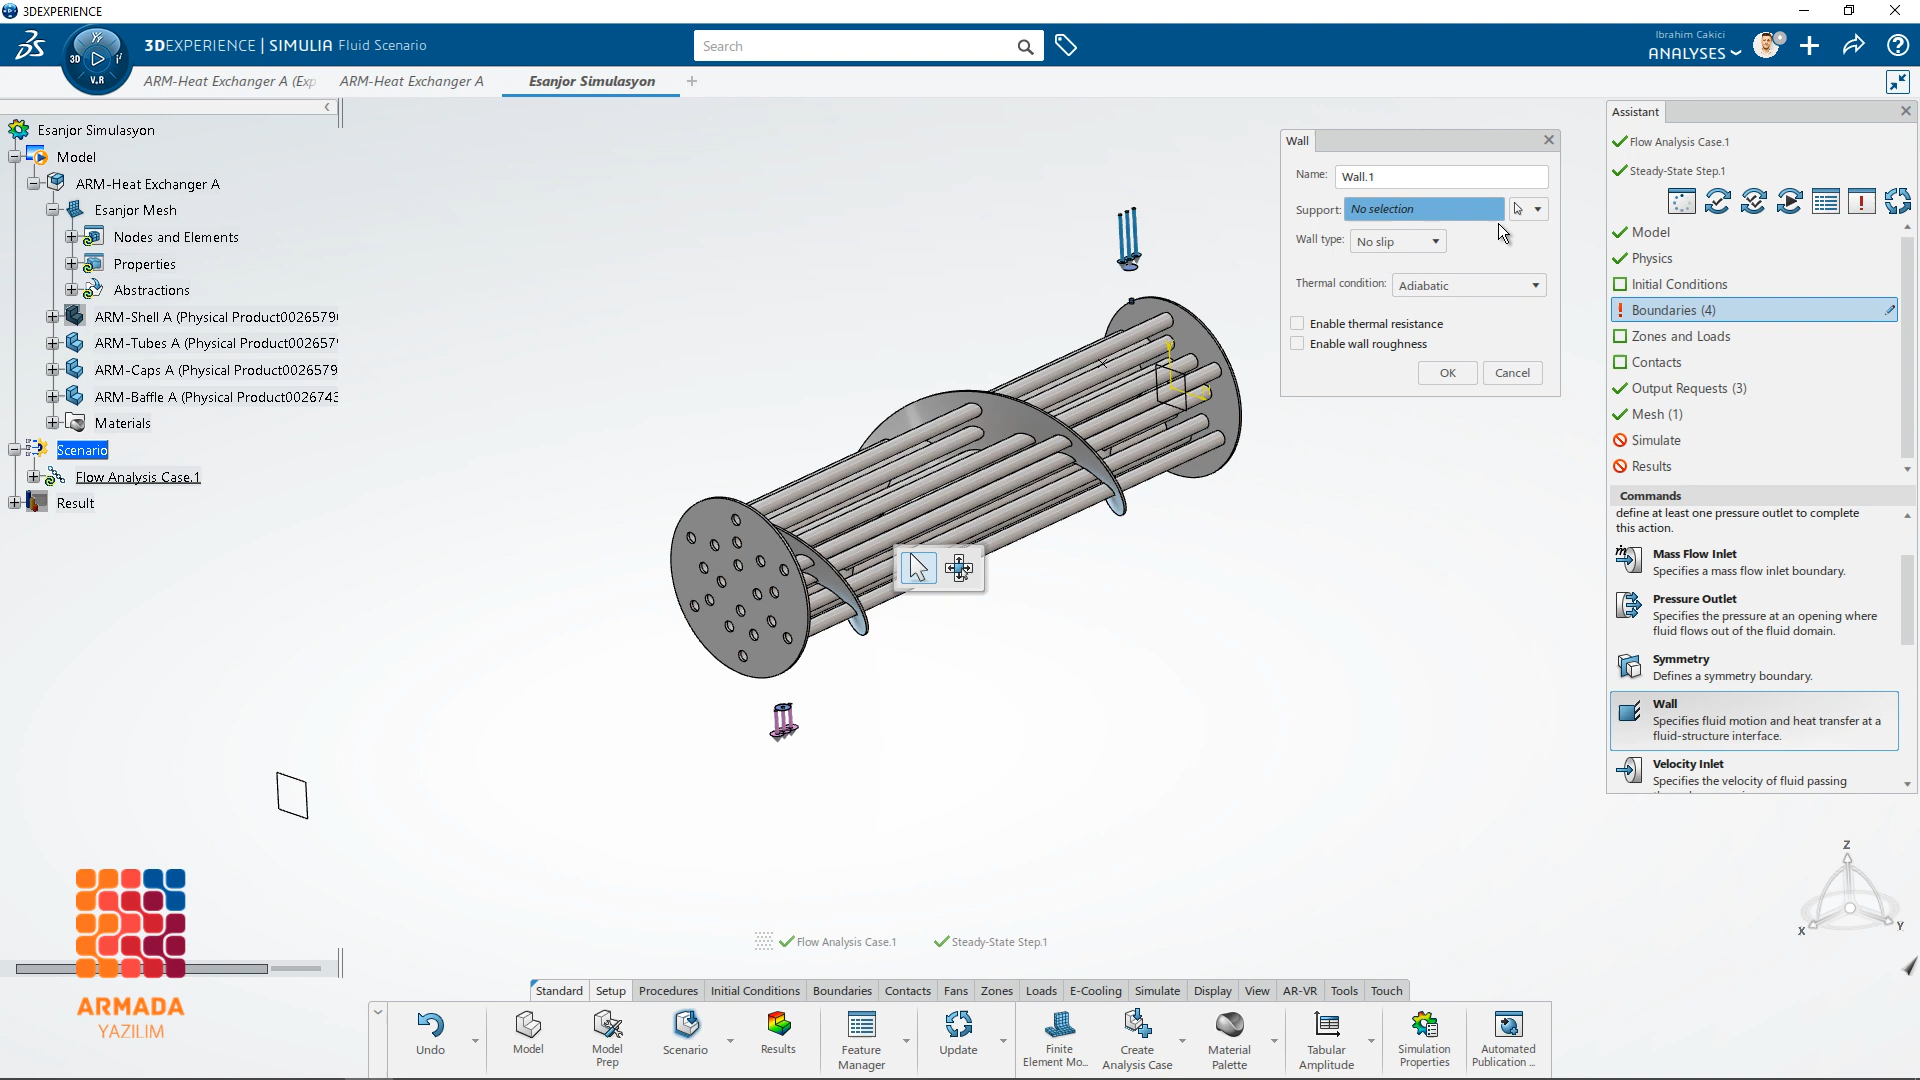 3DEXPERIENCE
3DEXPERIENCE | SIMULIA Fluid Scenario
Search
Ibrahim Cakici
ANALYSES
3D
V.R
ARM-Heat Exchanger A (Exp
ARM-Heat Exchanger A
Esanjor Simulasyon
Esanjor Simulasyon
Model
ARM-Heat Exchanger A
Esanjor Mesh
Nodes and Elements
Properties
Abstractions
ARM-Shell A (Physical Product0026579
ARM-Tubes A (Physical Product002657
ARM-Caps A (Physical Product0026579
ARM-Baffle A (Physical Product0026743
Materials
Scenario
Flow Analysis Case.1
Result
Wall
Name: Wall.1
Support: No selection
Wall type: No slip
Thermal condition: Adiabatic
Enable thermal resistance
Enable wall roughness
OK
Cancel
Assistant
Flow Analysis Case.1
Steady-State Step.1
Model
Physics
Initial Conditions
Boundaries (4)
Zones and Loads
Contacts
Output Requests (3)
Mesh (1)
Simulate
Results
Commands
define at least one pressure outlet to complete
this action.
Mass Flow Inlet
Specifies a mass flow inlet boundary.
Pressure Outlet
Specifies the pressure at an opening where
fluid flows out of the fluid domain.
Symmetry
Defines a symmetry boundary.
Wall
Specifies fluid motion and heat transfer at a
fluid-structure interface.
Velocity Inlet
Specifies the velocity of fluid passing
Z
X
Y
ARMADA
YAZILIM
Flow Analysis Case.1
Steady-State Step.1
Standard
Setup
Procedures
Initial Conditions
Boundaries
Contacts
Fans
Zones
Loads
E-Cooling
Simulate
Display
View
AR-VR
Tools
Touch
Undo
Model
Model
Prep
Scenario
Results
Feature
Manager
Update
Finite
Element Mo...
Create
Analysis Case
Material
Palette
Tabular
Amplitude
Simulation
Properties
Automated
Publication ...